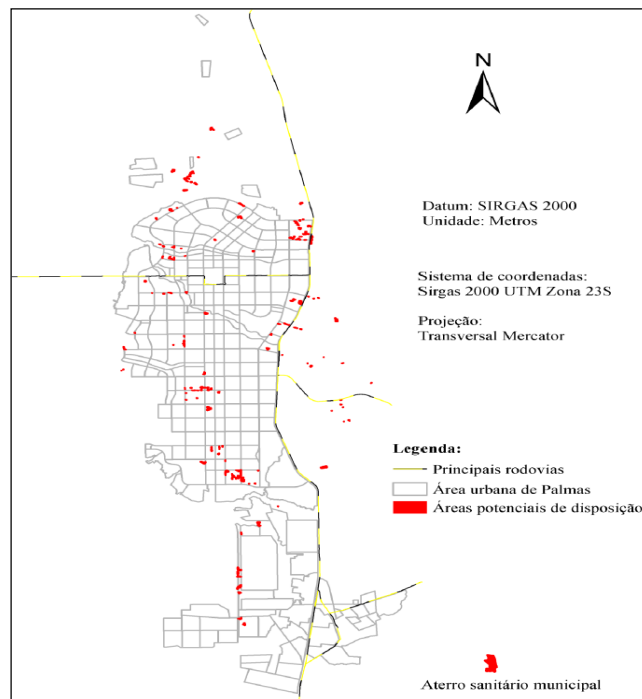 N
Datum: SIRGAS 2000
Unidade: Metros
Sistema de coordenadas:
Sirgas 2000 UTM Zona 23S
Projeção:
Transversal Mercator
Legenda:
Principais rodovias
Área urbana de Palmas
Áreas potenciais de disposição
Aterro sanitário municipal